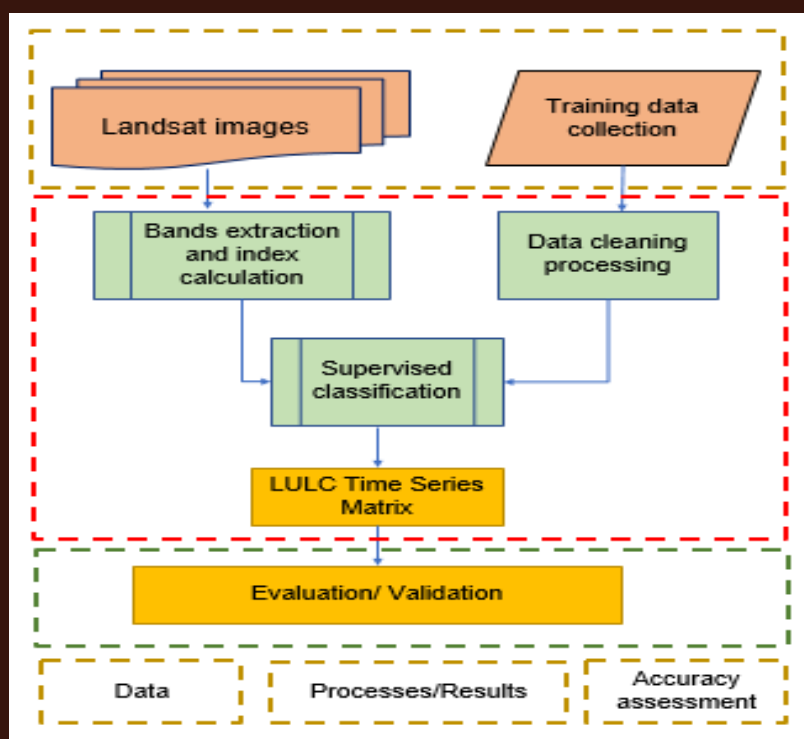 Landsat images
Training data
collection
Bands extraction
and index
calculation
Data cleaning
processing
Supervised
classification
LULC Time Series
Matrix
Evaluation/ Validation
Data
Processes/Results
Accuracy
assessment